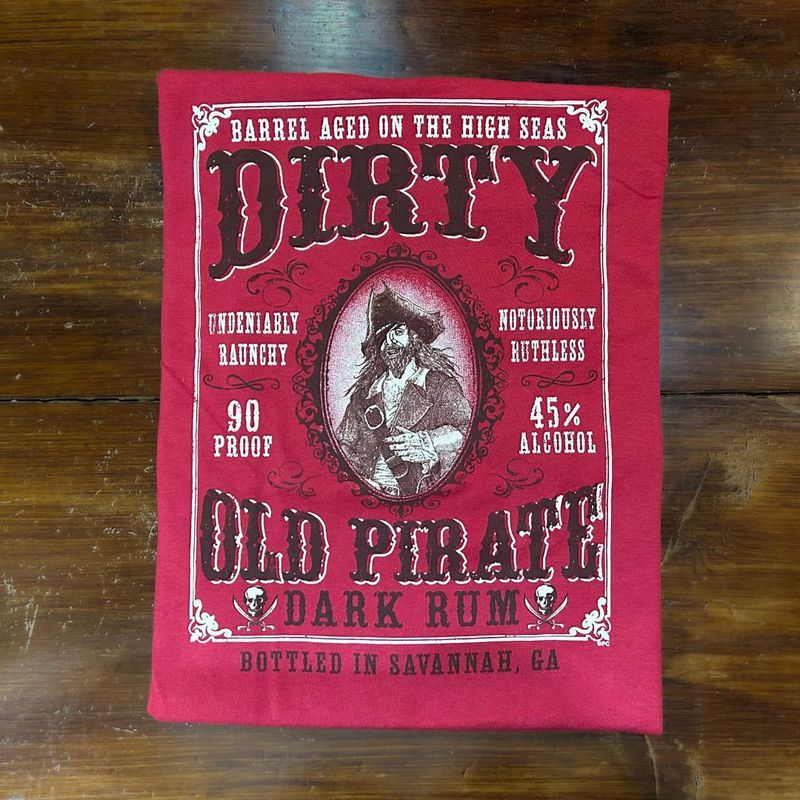 BARREL AGED ON THE HIGH SEAS
DIRTY
UNDENIABLY
RAUNCHY
NOTORIOUSLY
RUTHLESS
90
PROOF
45%
ALCOHOL
OLD PIRATE
DARK RUM
©PC
BOTTLED IN SAVANNAH, GA